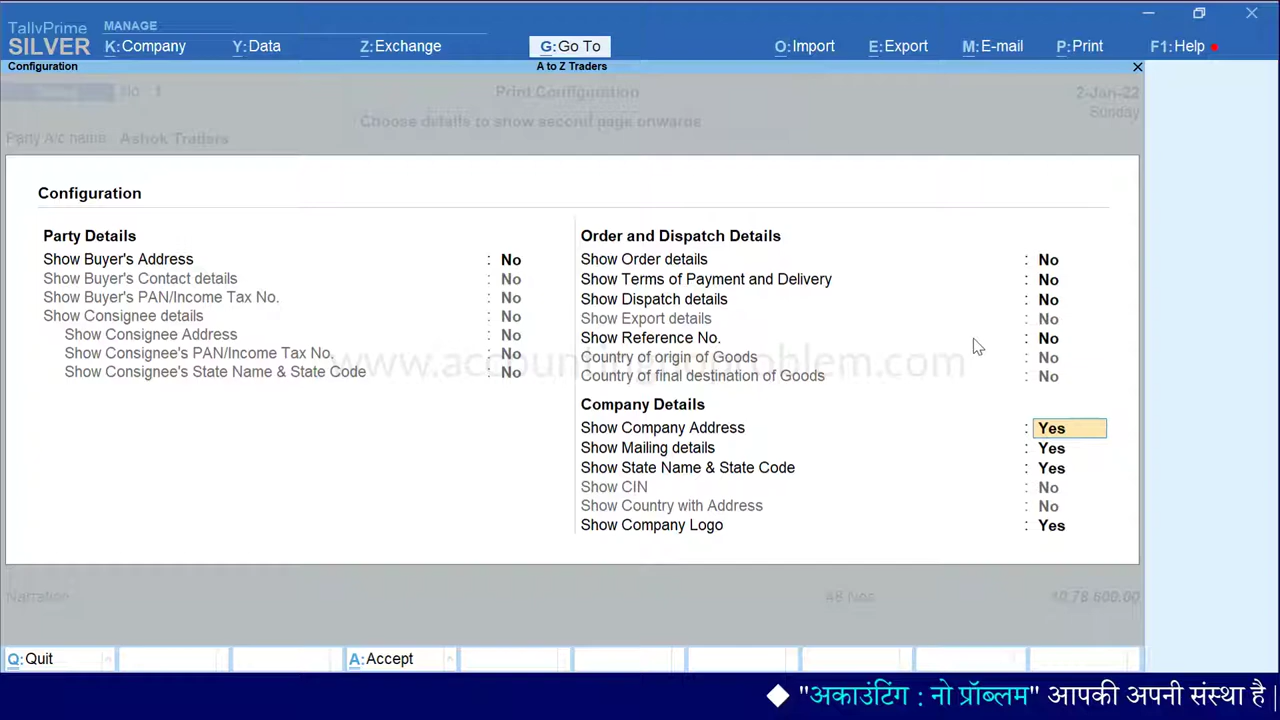 TallyPrime MANAGE
SILVER K:Company Y:Data Z:Exchange G:Go To O:Import E:Export M:E-mail P:Print F1:Help
Configuration A to Z Traders
No 1 Print Configuration 2-Jan-22
Choose details to show second page onwards Sunday
Party A/c name Ashok Traders
Configuration
Party Details
Show Buyer's Address : No
Show Buyer's Contact details : No
Show Buyer's PAN/Income Tax No. : No
Show Consignee details : No
Show Consignee Address : No
Show Consignee's PAN/Income Tax No. : No
Show Consignee's State Name & State Code : No
Order and Dispatch Details
Show Order details : No
Show Terms of Payment and Delivery : No
Show Dispatch details : No
Show Export details : No
Show Reference No. : No
Country of origin of Goods : No
Country of final destination of Goods : No
Company Details
Show Company Address : Yes
Show Mailing details : Yes
Show State Name & State Code : Yes
Show CIN : No
Show Country with Address : No
Show Company Logo : Yes
www.accountingnoproblem.com
Narration 48 Nos
Q:Quit A:Accept
◆ "अकाउंटिंग : नो प्रॉब्लम" आपकी अपनी संस्था है |